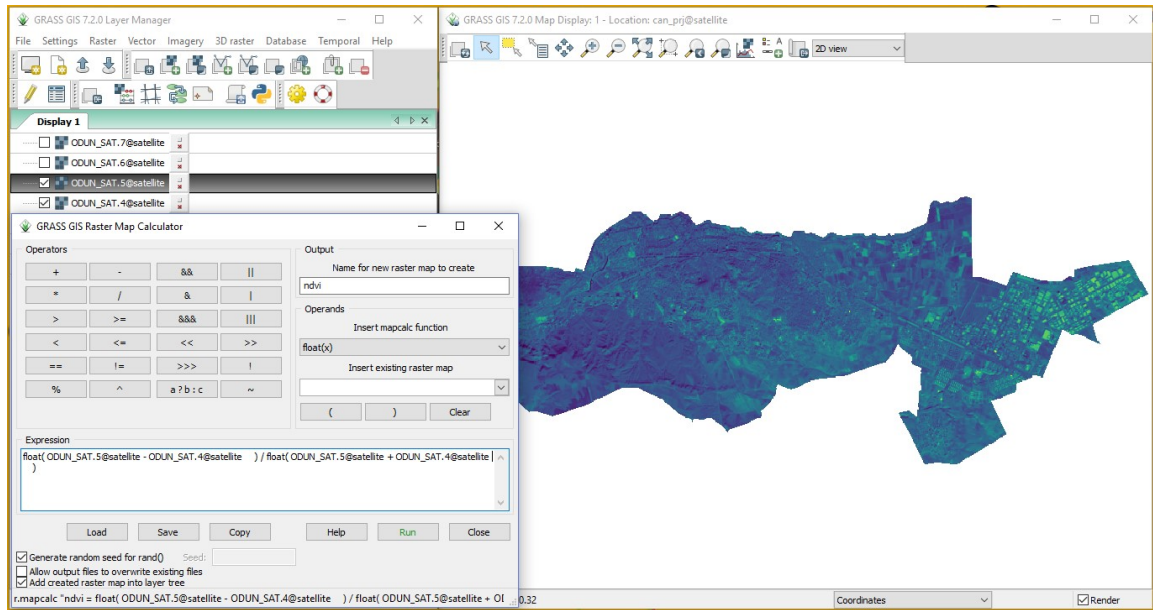 GRASS GIS 7.2.0 Layer Manager
File Settings Raster Vector Imagery 3D raster Database Temporal Help
Display 1
ODUN_SAT.7@satellite
ODUN_SAT.6@satellite
ODUN_SAT.5@satellite
ODUN_SAT.4@satellite
GRASS GIS 7.2.0 Map Display: 1 - Location: can_prj@satellite
2D view
GRASS GIS Raster Map Calculator
Operators
+ - && ||
* / & |
> >= &&& |||
< <= << >>
== != >>> !
% ^ a ? b : c ~
Output
Name for new raster map to create
ndvi
Operands
Insert mapcalc function
float(x)
Insert existing raster map
( ) Clear
Expression
float( ODUN_SAT.5@satellite - ODUN_SAT.4@satellite ) / float( ODUN_SAT.5@satellite + ODUN_SAT.4@satellite
)
Load Save Copy Help Run Close
Generate random seed for rand() Seed:
Allow output files to overwrite existing files
Add created raster map into layer tree
r.mapcalc "ndvi = float( ODUN_SAT.5@satellite - ODUN_SAT.4@satellite ) / float( ODUN_SAT.5@satellite +
0.32
Coordinates
Render